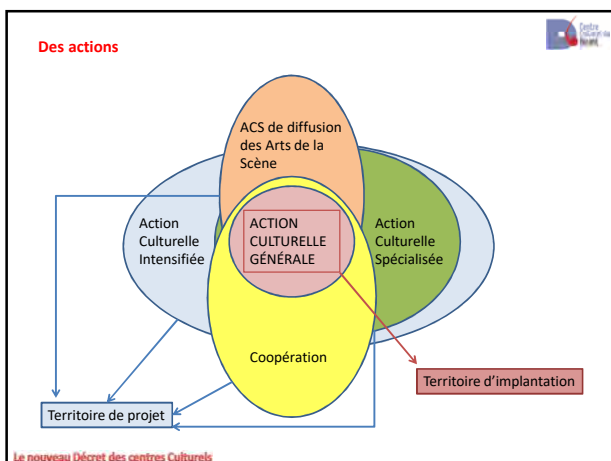 Des actions
Centre
ACS de diffusion
des Arts de la
Scène
Action
Culturelle
Intensifiée
ACTION
CULTURELLE
GÉNÉRALE
Action
Culturelle
Spécialisée
Coopération
Territoire d'implantation
Territoire de projet
Le nouveau Décret des centres Culturels